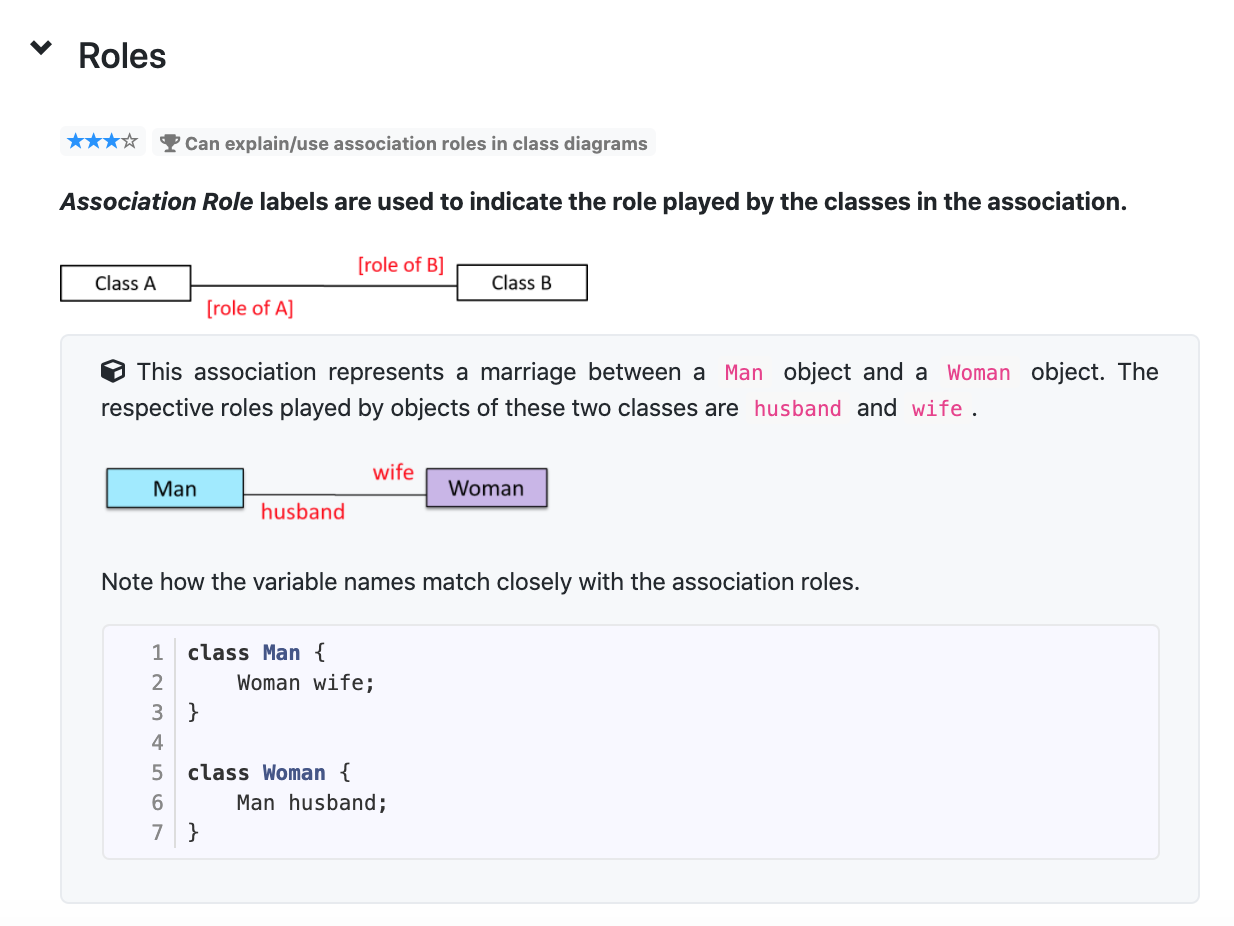 Roles
★★★☆ Can explain/use association roles in class diagrams
Association Role labels are used to indicate the role played by the classes in the association.
[role of B]
Class A Class B
[role of A]
This association represents a marriage between a Man object and a Woman object. The
respective roles played by objects of these two classes are husband and wife .
wife
Man Woman
husband
Note how the variable names match closely with the association roles.
1 class Man {
2     Woman wife;
3 }
4
5 class Woman {
6     Man husband;
7 }